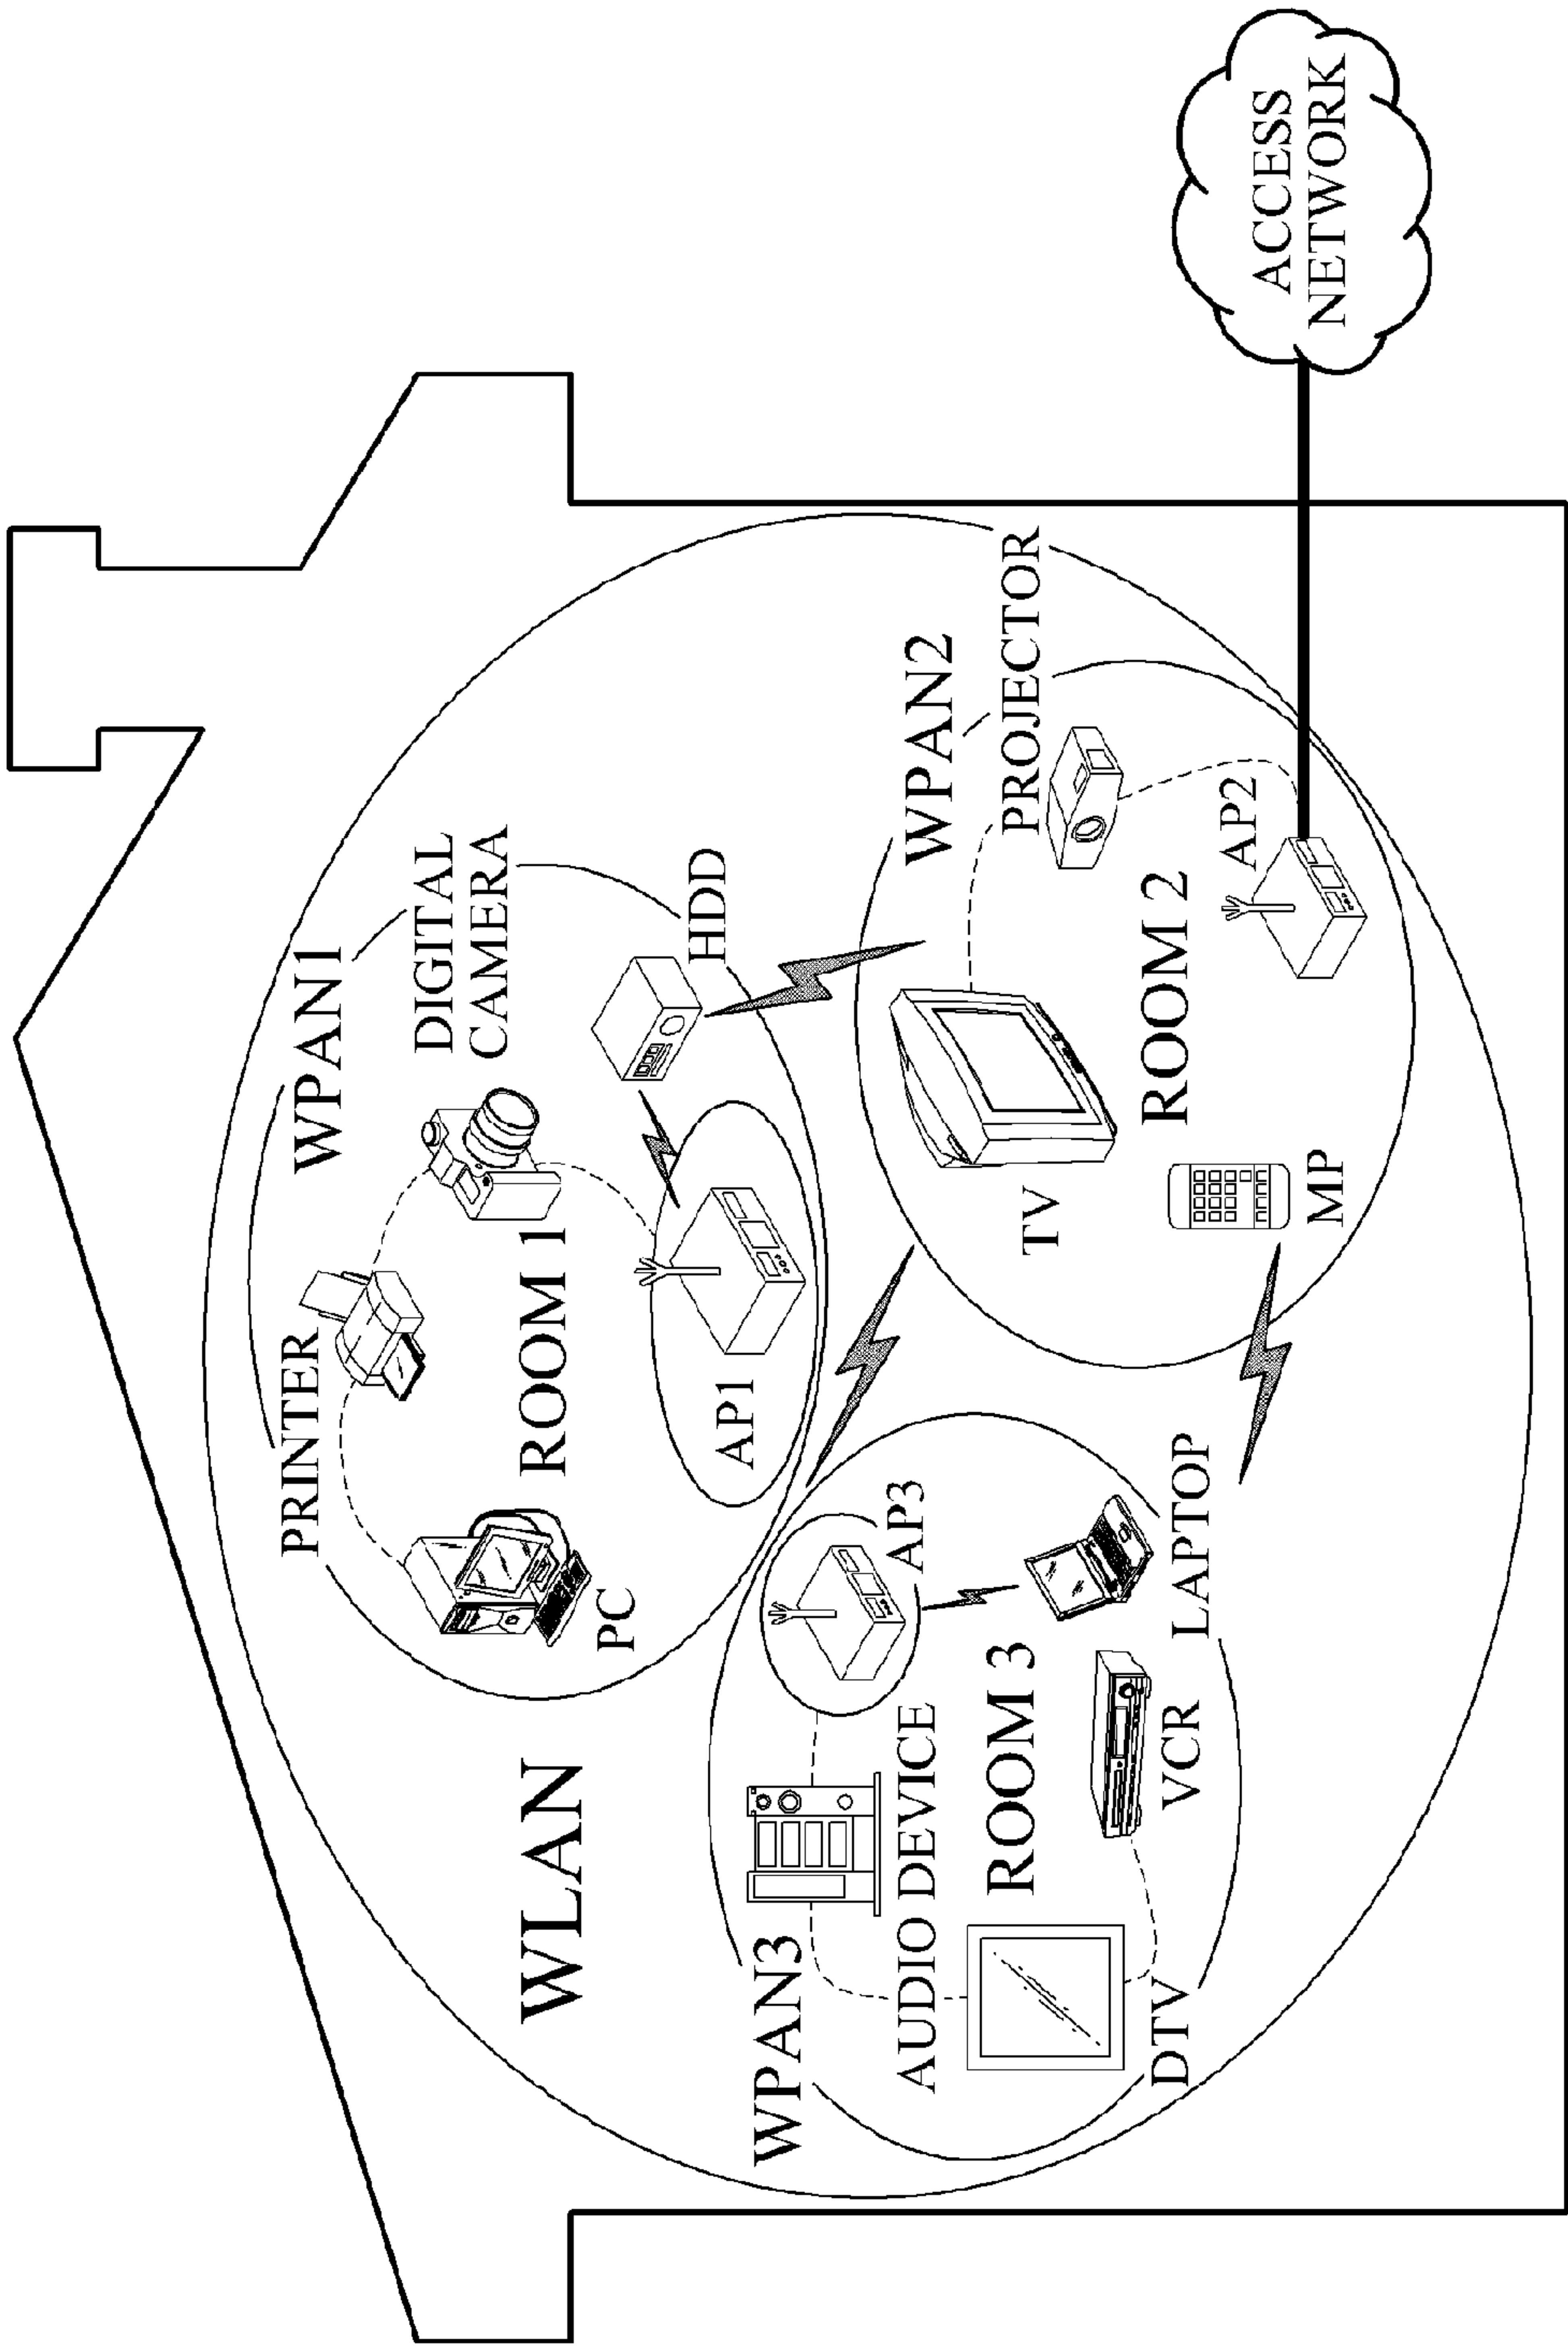 WPAN1
PRINTER
DIGITAL
CAMERA
WLAN
PC
ROOM 1
HDD
AP1
WPAN3
AP3
WPAN2
AUDIO DEVICE
PROJECTOR
ROOM 3
TV
ROOM 2
DTV
VCR
LAPTOP
AP2
MP
ACCESS
NETWORK